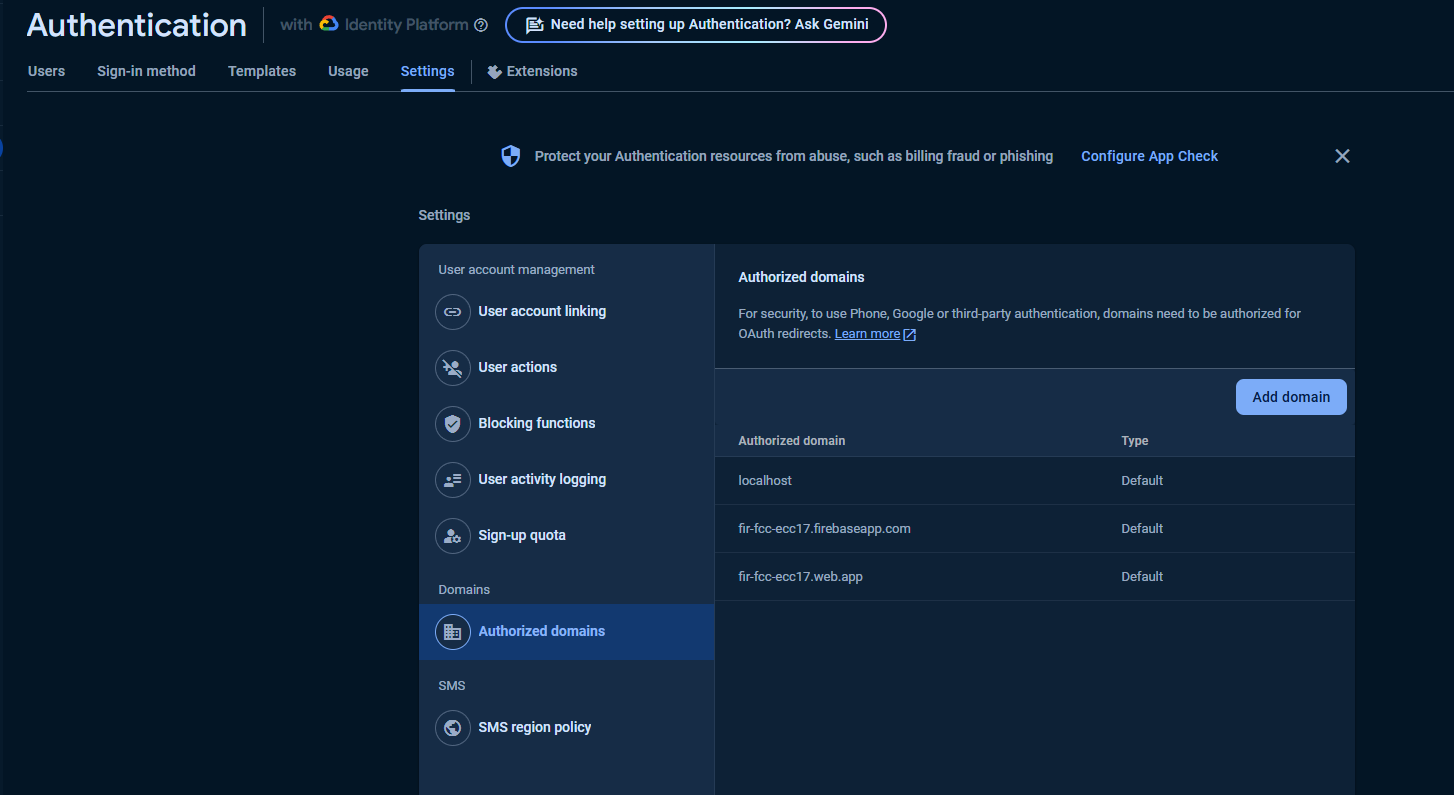 Authentication
with Identity Platform
Need help setting up Authentication? Ask Gemini
Users
Sign-in method
Templates
Usage
Settings
Extensions
Protect your Authentication resources from abuse, such as billing fraud or phishing
Configure App Check
Settings
User account management
User account linking
User actions
Blocking functions
User activity logging
Sign-up quota
Domains
Authorized domains
SMS
SMS region policy
Authorized domains
For security, to use Phone, Google or third-party authentication, domains need to be authorized for
OAuth redirects. Learn more
Add domain
Authorized domain Type
localhost Default
fir-fcc-ecc17.firebaseapp.com Default
fir-fcc-ecc17.web.app Default